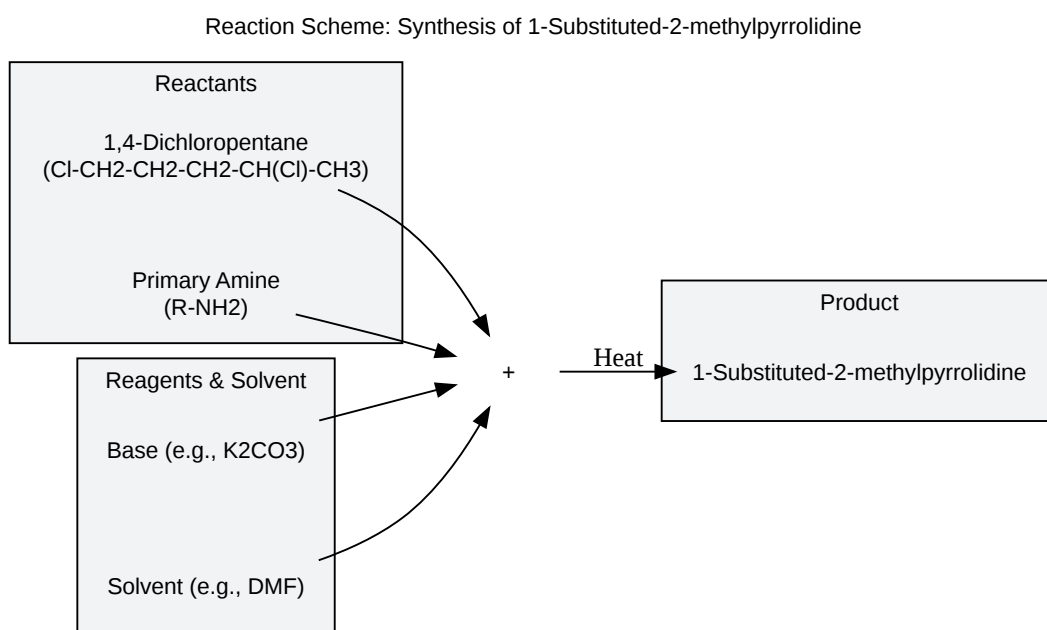 Reaction Scheme: Synthesis of 1-Substituted-2-methylpyrrolidine
Reactants
1,4-Dichloropentane
(Cl-CH2-CH2-CH2-CH(Cl)-CH3)
Primary Amine
(R-NH2)
Reagents & Solvent
Base (e.g., K2CO3)
Solvent (e.g., DMF)
+
Heat
Product
1-Substituted-2-methylpyrrolidine